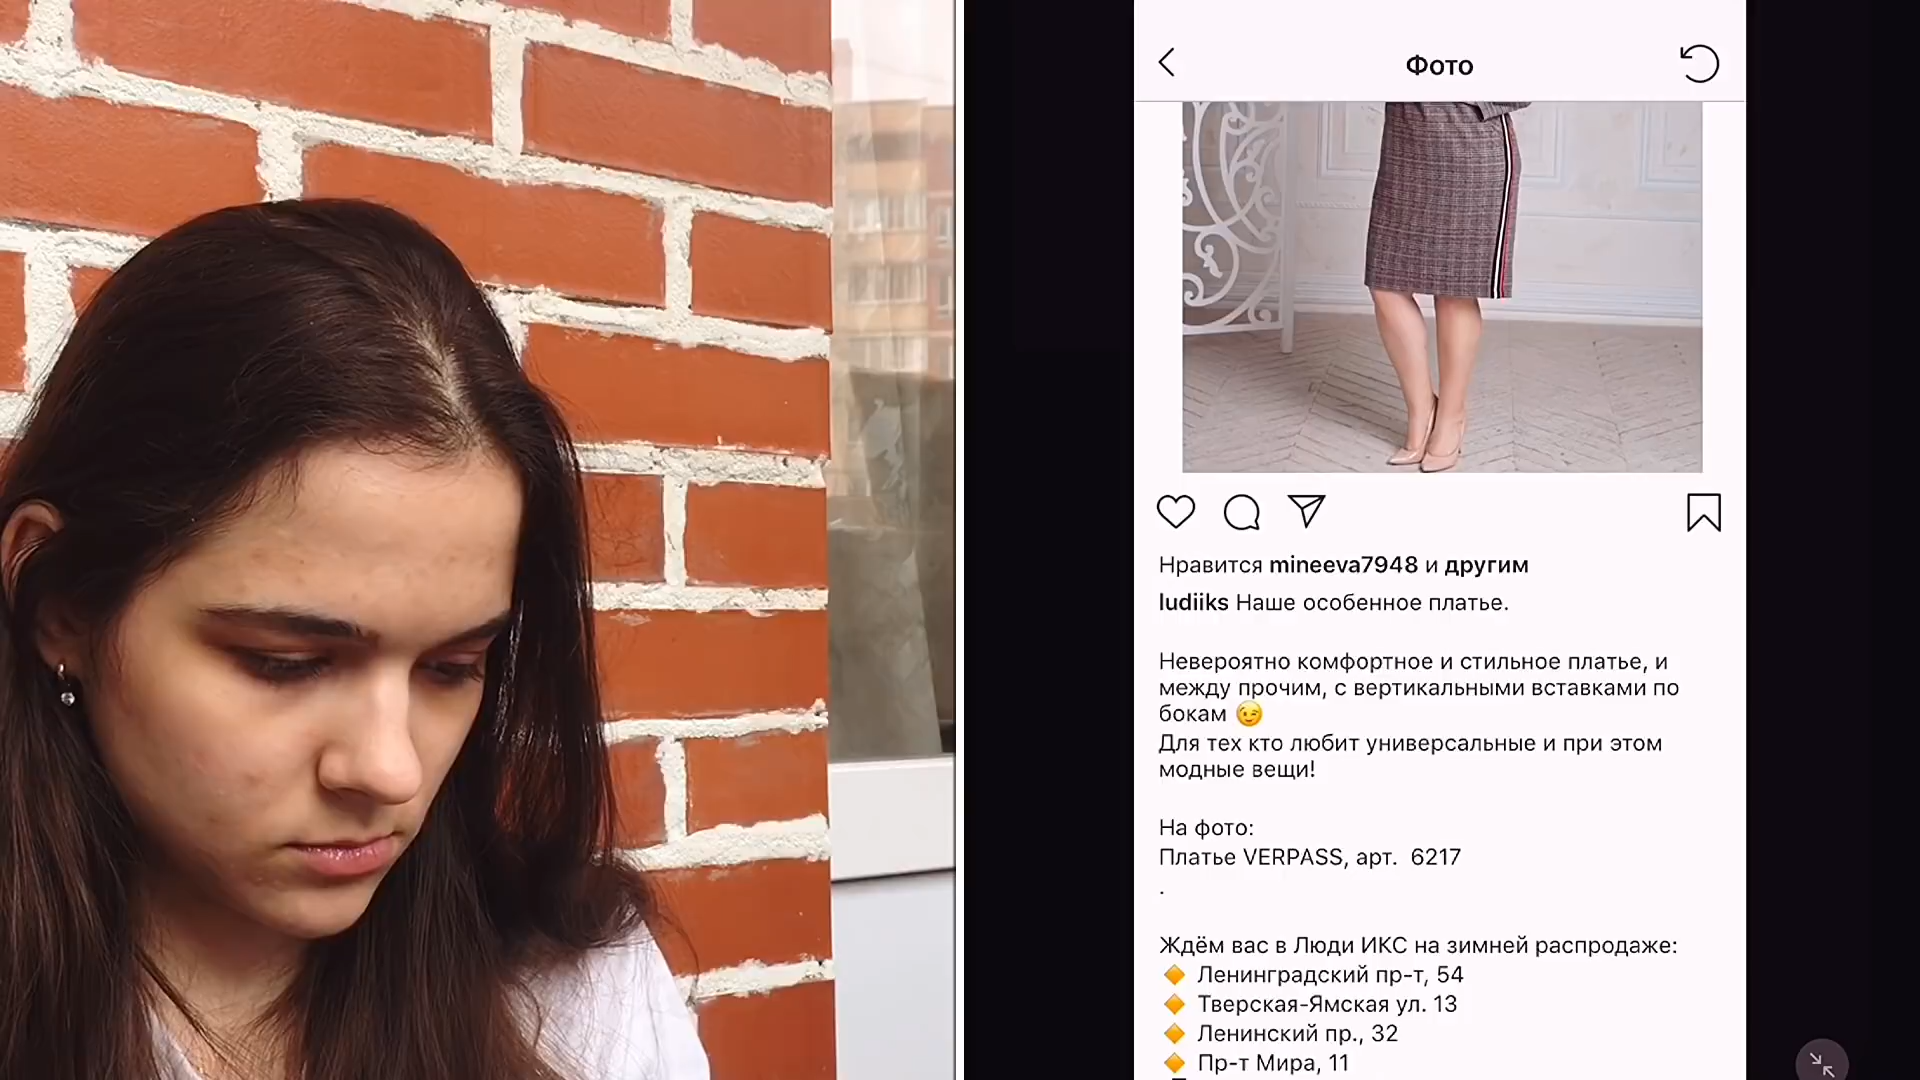 Фото
Нравится mineeva7948 и другим
ludiiks Наше особенное платье.
Невероятно комфортное и стильное платье, и
между прочим, с вертикальными вставками по
бокам 😉
Для тех кто любит универсальные и при этом
модные вещи!
На фото:
Платье VERPASS, арт. 6217
.
Ждём вас в Люди ИКС на зимней распродаже:
🔸 Ленинградский пр-т, 54
🔸 Тверская-Ямская ул. 13
🔸 Ленинский пр., 32
🔸 Пр-т Мира, 11